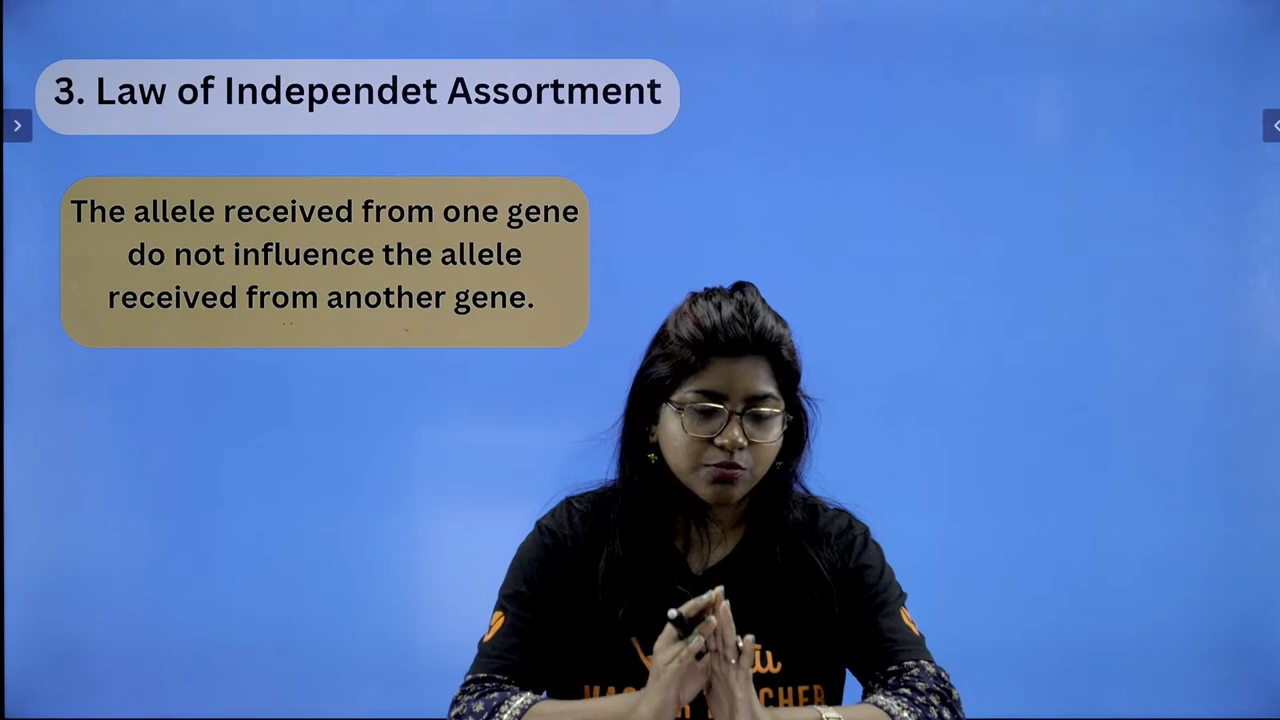 3. Law of Independet Assortment
The allele received from one gene
do not influence the allele
received from another gene.